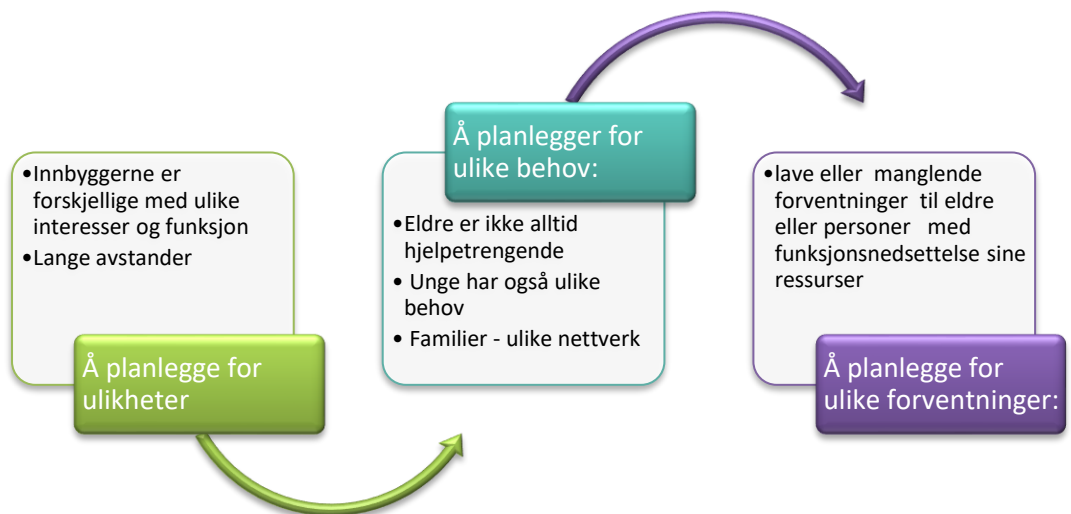 •Innbyggerne er
forskjellige med ulike
interesser og funksjon
•Lange avstander
Å planlegge for
ulikheter
Å planlegger for
ulike behov:
•Eldre er ikke alltid
hjelpetrengende
• Unge har også ulike
behov
• Familier - ulike nettverk
•lave eller manglende
forventninger til eldre
eller personer med
funksjonsnedsettelse sine
ressurser
Å planlegge for
ulike forventninger: